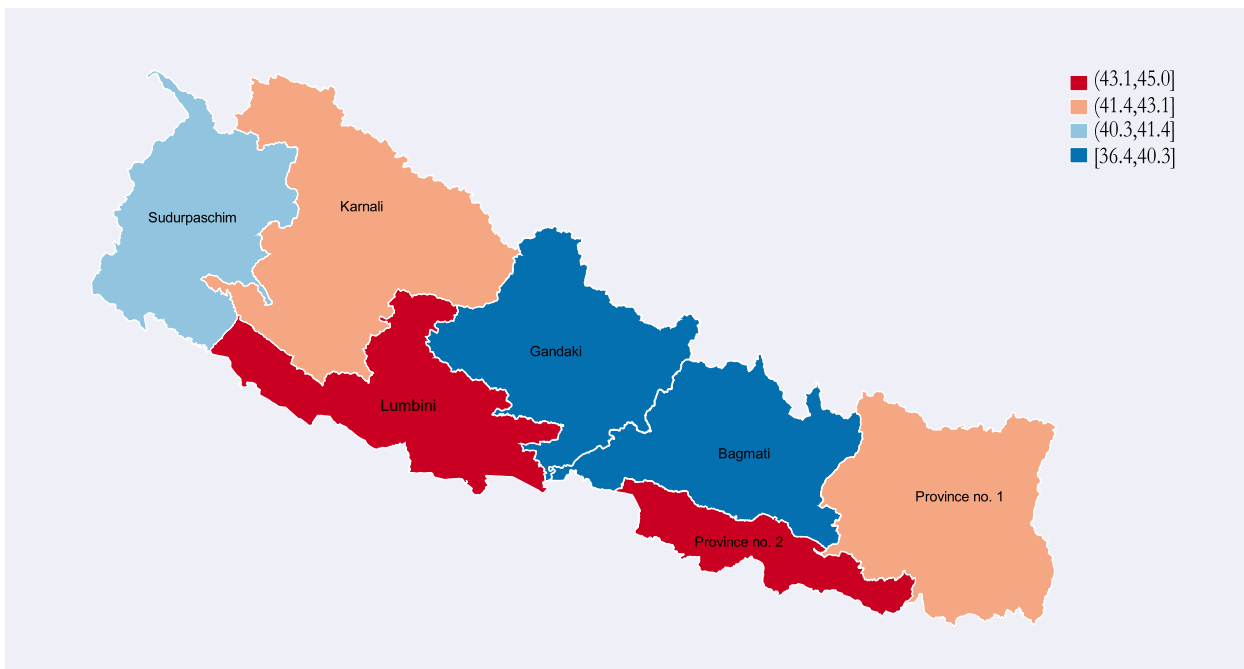 (43.1,45.0]
(41.4,43.1]
(40.3,41.4]
[36.4,40.3]
Karnali
Sudurpaschim
Gandaki
Lumbini
Bagmati
Province no. 1
Province no. 2